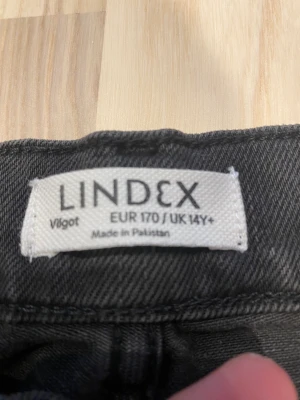 LINDEX
Vilgot EUR 170 / UK 14Y+
Made in Pakistan